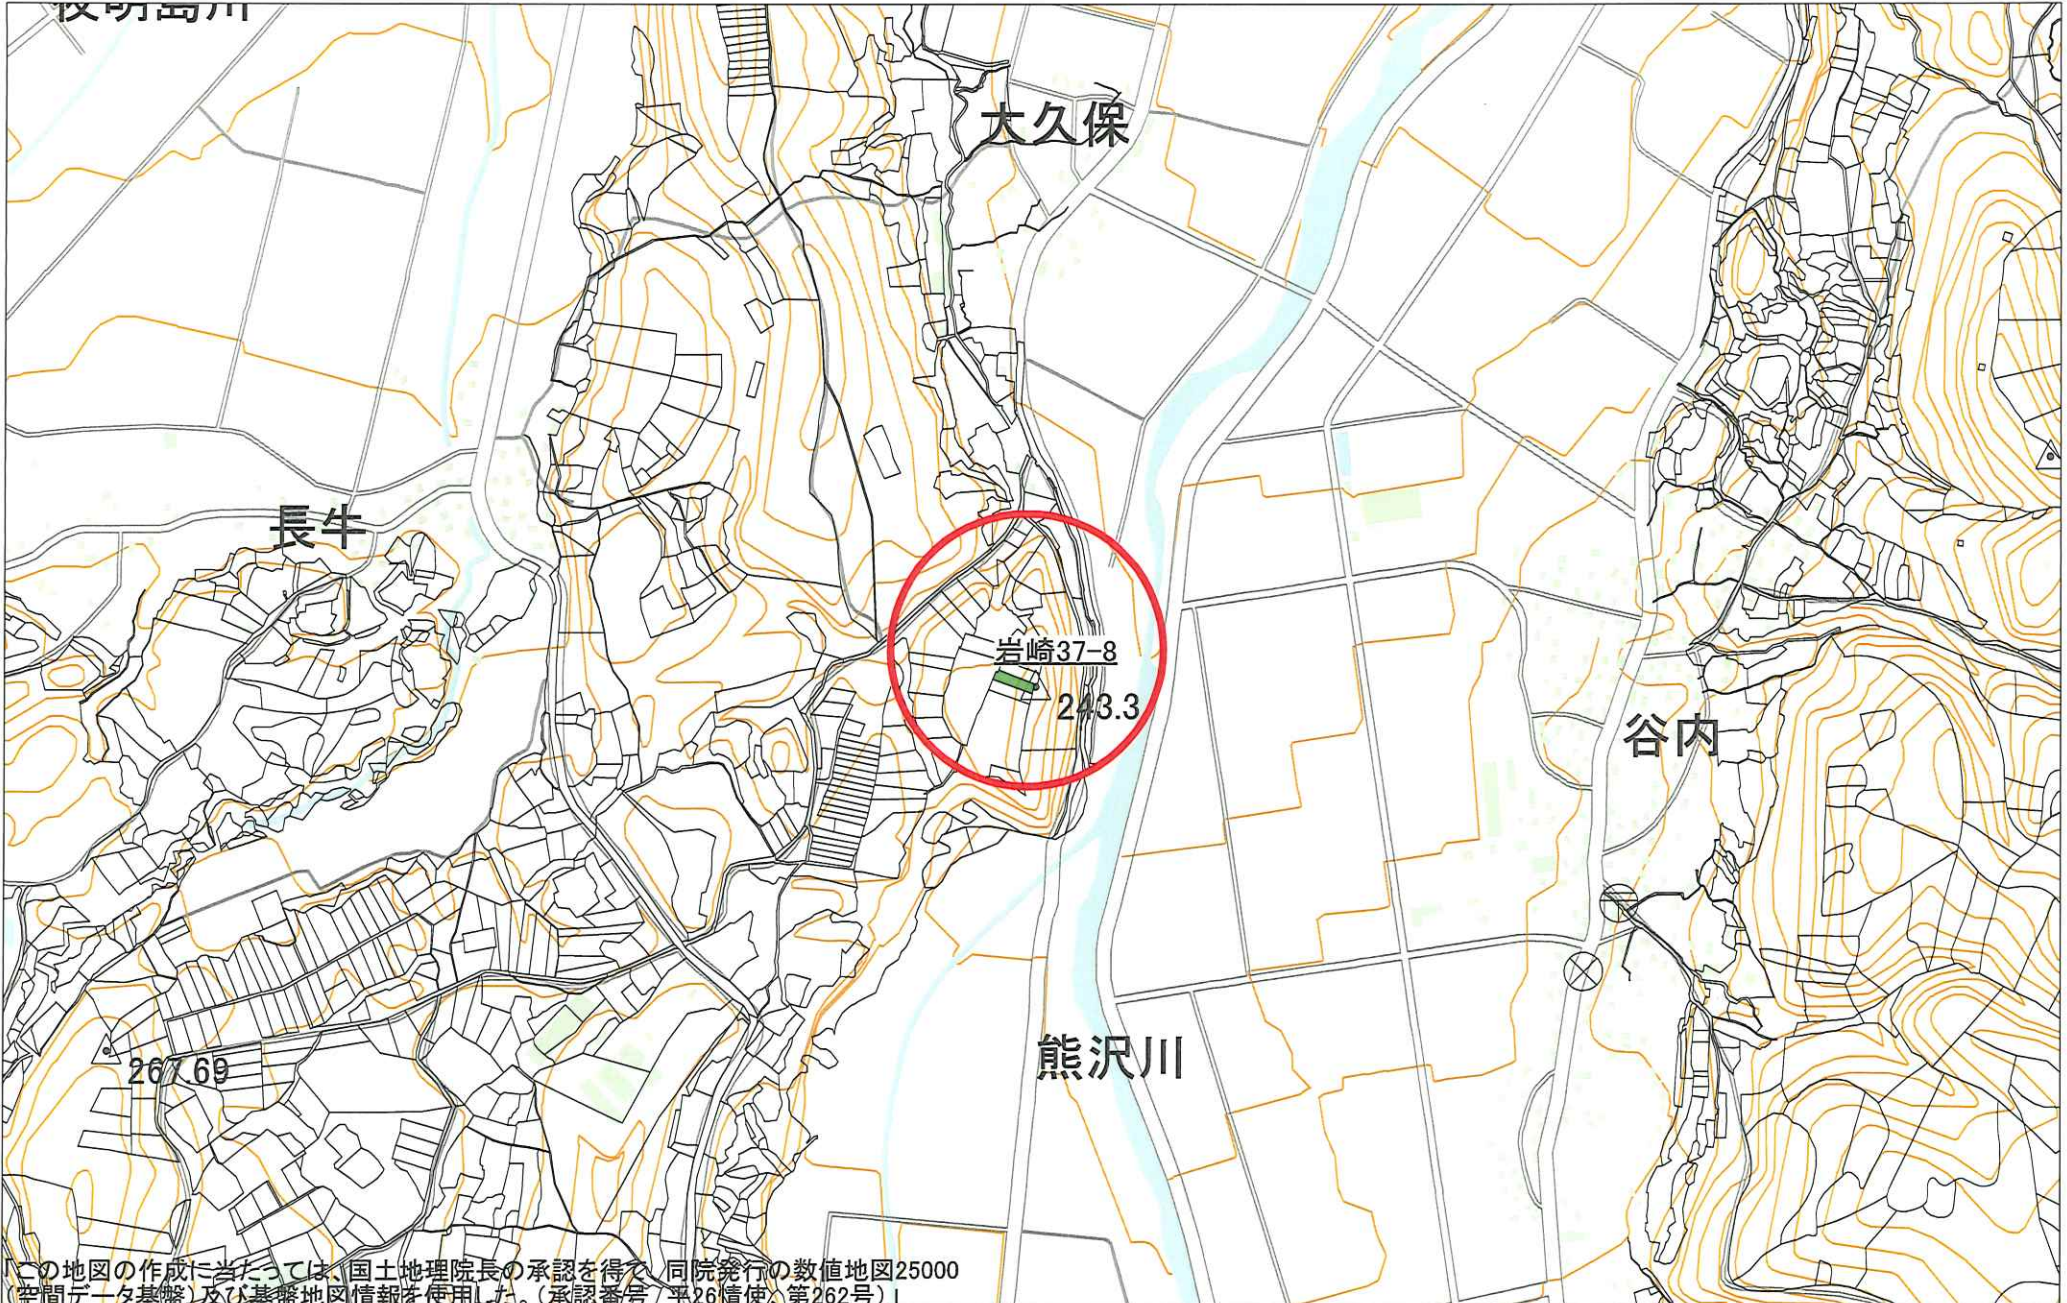 夜明島川
大久保
長牛
岩崎37-8
243.3
谷内
熊沢川
267.69
「この地図の作成に当たっては、国土地理院長の承認を得て、同院発行の数値地図25000
(空間データ基盤)及び基盤地図情報を使用した。(承認番号 平26情使、第262号)」